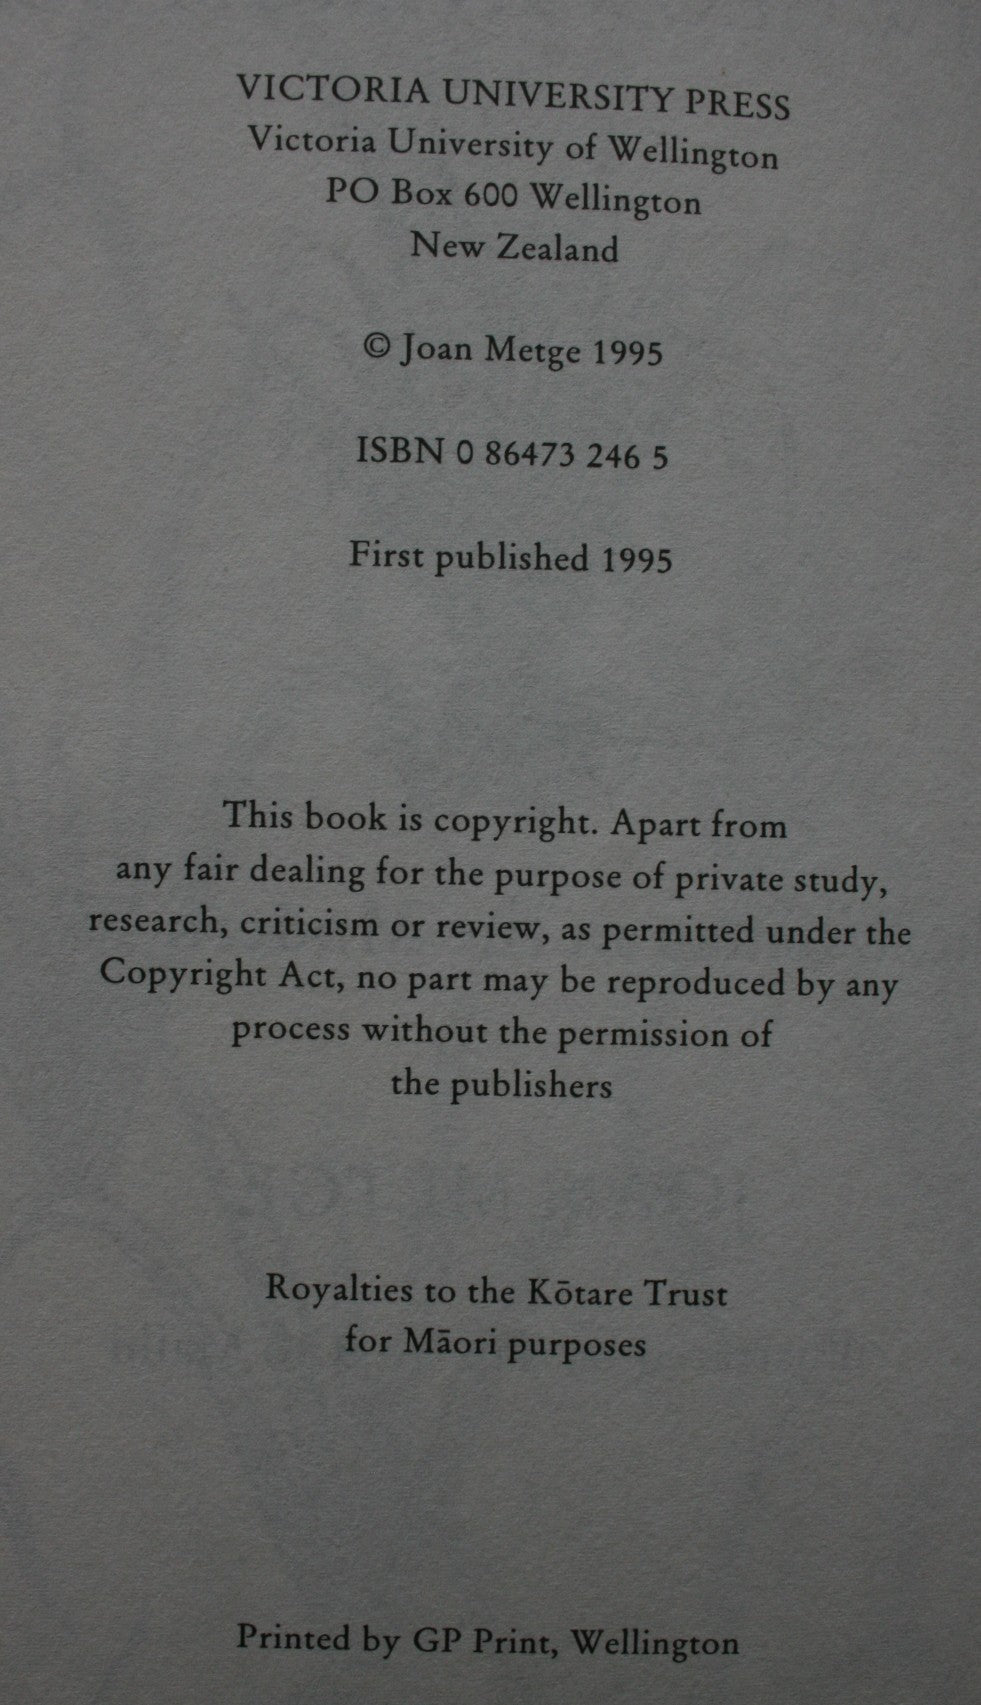 VICTORIA UNIVERSITY PRESS
Victoria University of Wellington
PO Box 600 Wellington
New Zealand
© Joan Metge 1995
ISBN 0 86473 246 5
First published 1995
This book is copyright. Apart from
any fair dealing for the purpose of private study,
research, criticism or review, as permitted under the
Copyright Act, no part may be reproduced by any
process without the permission of
the publishers
Royalties to the Kōtare Trust
for Māori purposes
Printed by GP Print, Wellington